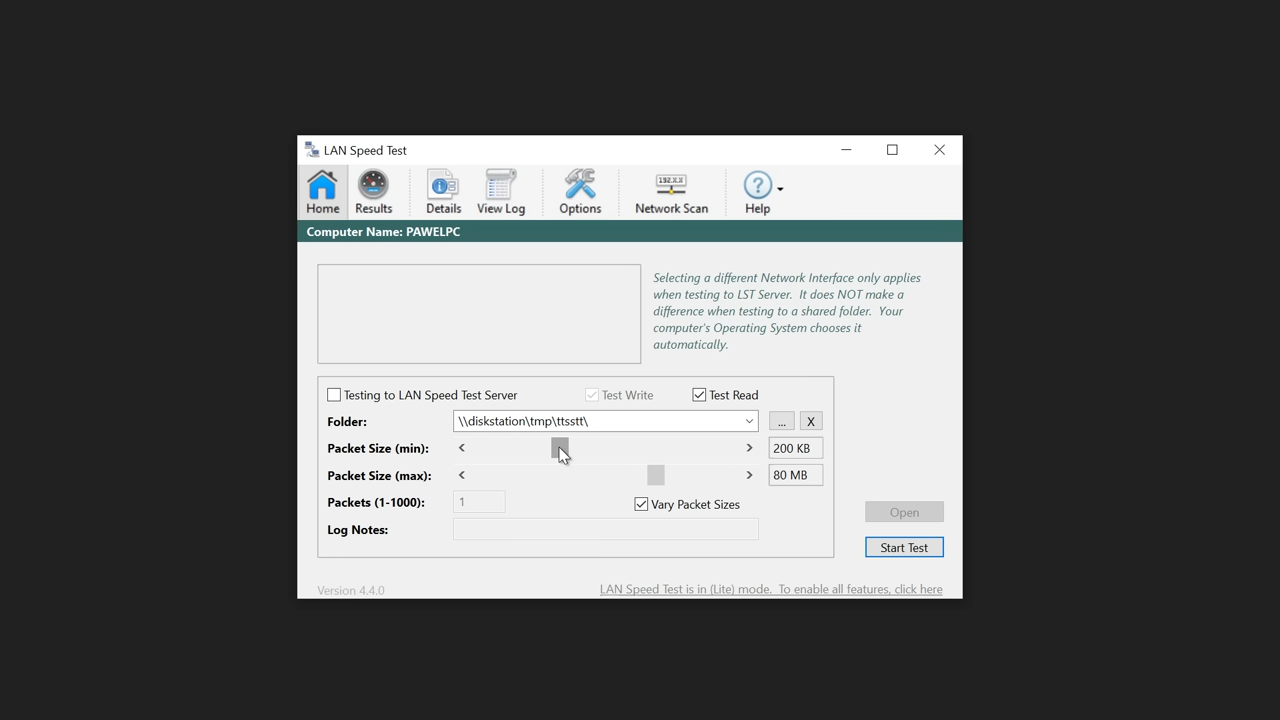 LAN Speed Test
192.X.X
Home Results Details View Log Options Network Scan Help
Computer Name: PAWELPC
Selecting a different Network Interface only applies
when testing to LST Server. It does NOT make a
difference when testing to a shared folder. Your
computer's Operating System chooses it
automatically.
Testing to LAN Speed Test Server Test Write Test Read
Folder: \\diskstation\tmp\ttsstt\ ... X
Packet Size (min): < > 200 KB
Packet Size (max): < > 80 MB
Packets (1-1000): 1 Vary Packet Sizes
Open
Log Notes:
Start Test
Version 4.4.0 LAN Speed Test is in (Lite) mode. To enable all features, click here